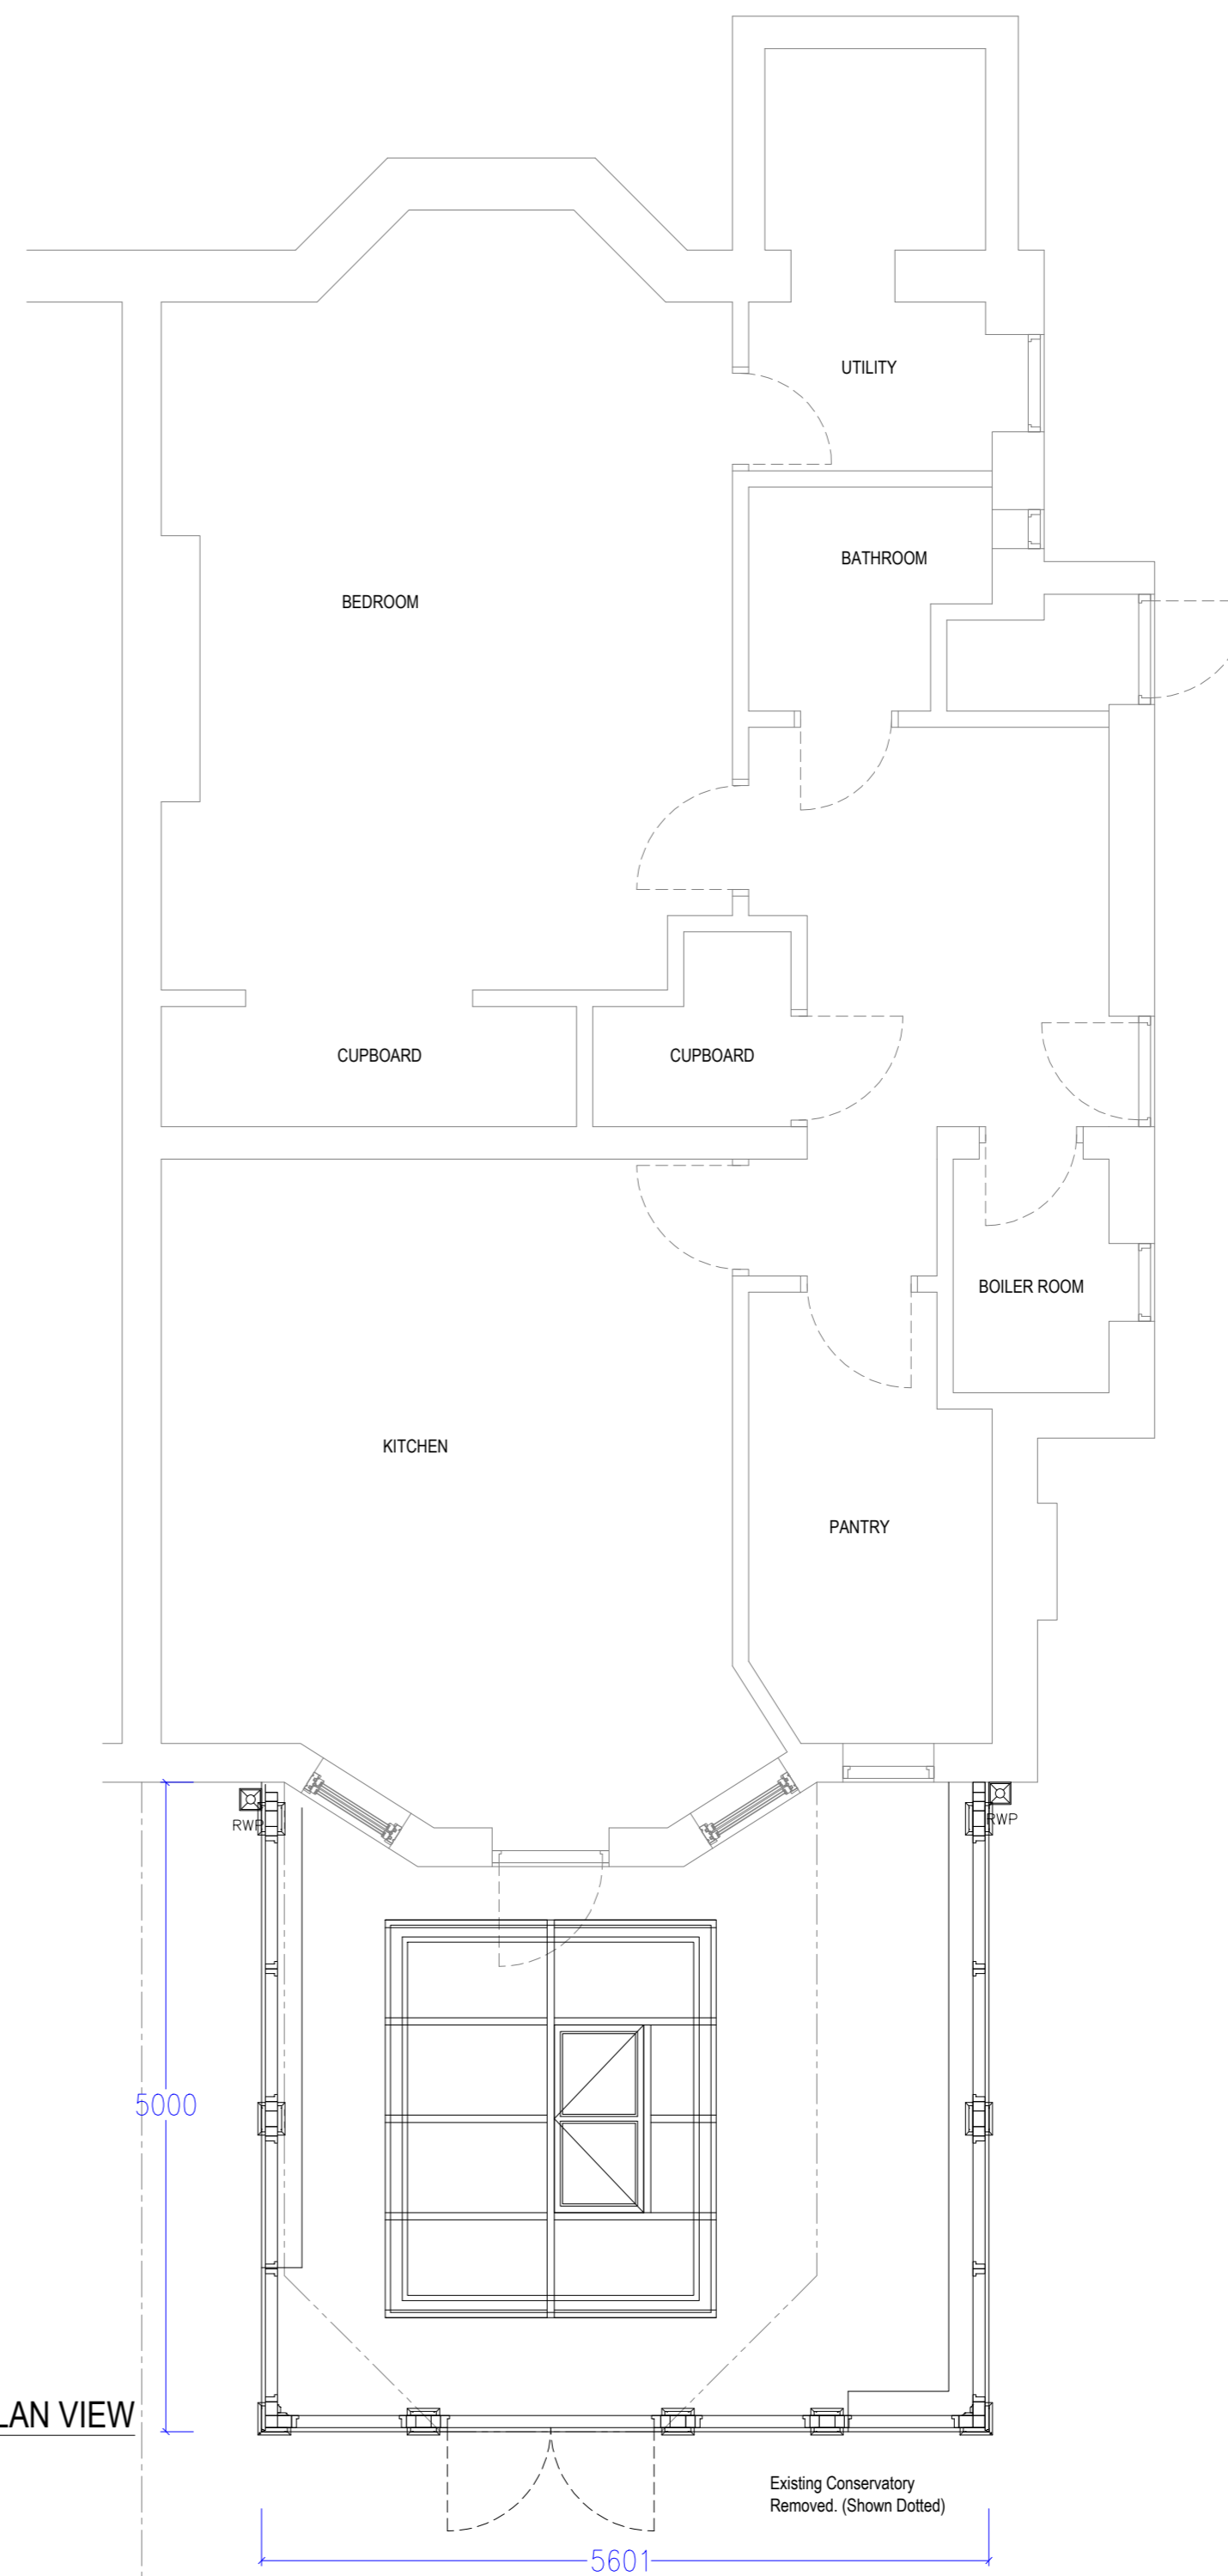 UTILITY
BATHROOM
BEDROOM
CUPBOARD
CUPBOARD
BOILER ROOM
KITCHEN
PANTRY
RWP
RWP
5000
LAN VIEW
Existing Conservatory
Removed. (Shown Dotted)
5601